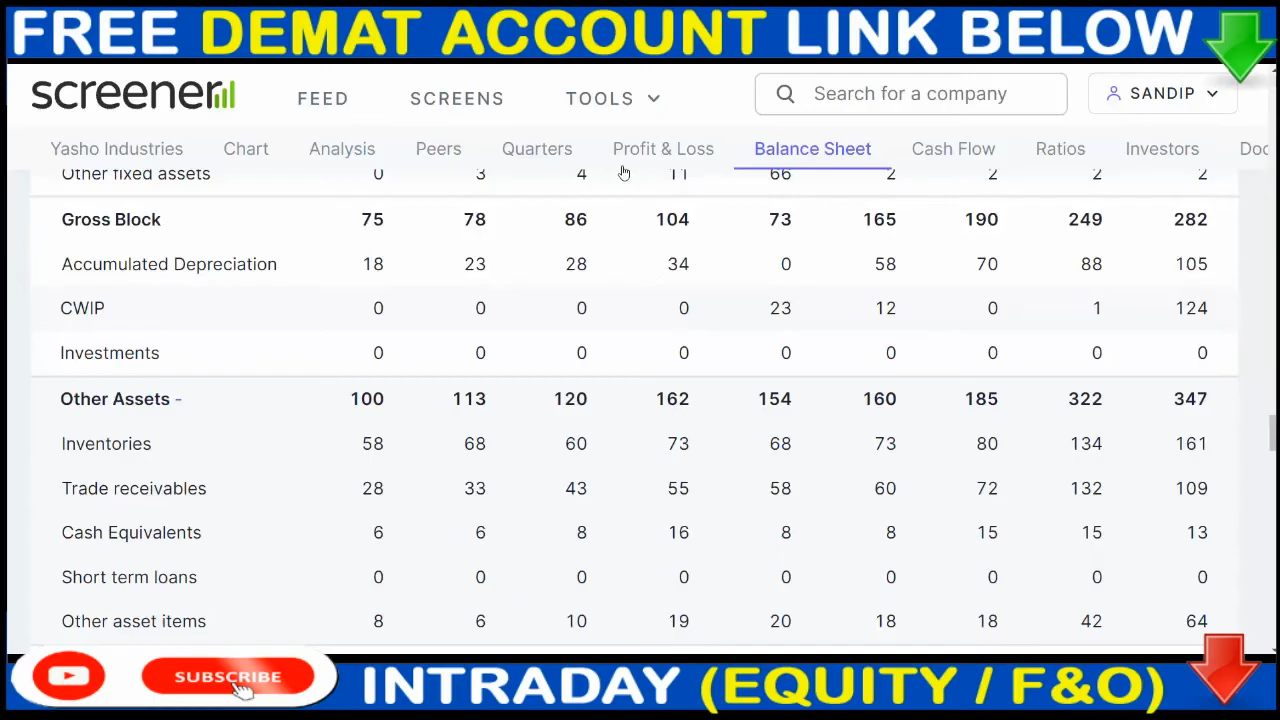 FREE DEMAT ACCOUNT LINK BELOW
screener FEED SCREENS TOOLS Search for a company SANDIP
Yasho Industries Chart Analysis Peers Quarters Profit & Loss Balance Sheet Cash Flow Ratios Investors Doc
Other fixed assets 0 3 4 11 66 2 2 2 2
Gross Block 75 78 86 104 73 165 190 249 282
Accumulated Depreciation 18 23 28 34 0 58 70 88 105
CWIP 0 0 0 0 23 12 0 1 124
Investments 0 0 0 0 0 0 0 0 0
Other Assets - 100 113 120 162 154 160 185 322 347
Inventories 58 68 60 73 68 73 80 134 161
Trade receivables 28 33 43 55 58 60 72 132 109
Cash Equivalents 6 6 8 16 8 8 15 15 13
Short term loans 0 0 0 0 0 0 0 0 0
Other asset items 8 6 10 19 20 18 18 42 64
SUBSCRIBE INTRADAY (EQUITY / F&O)